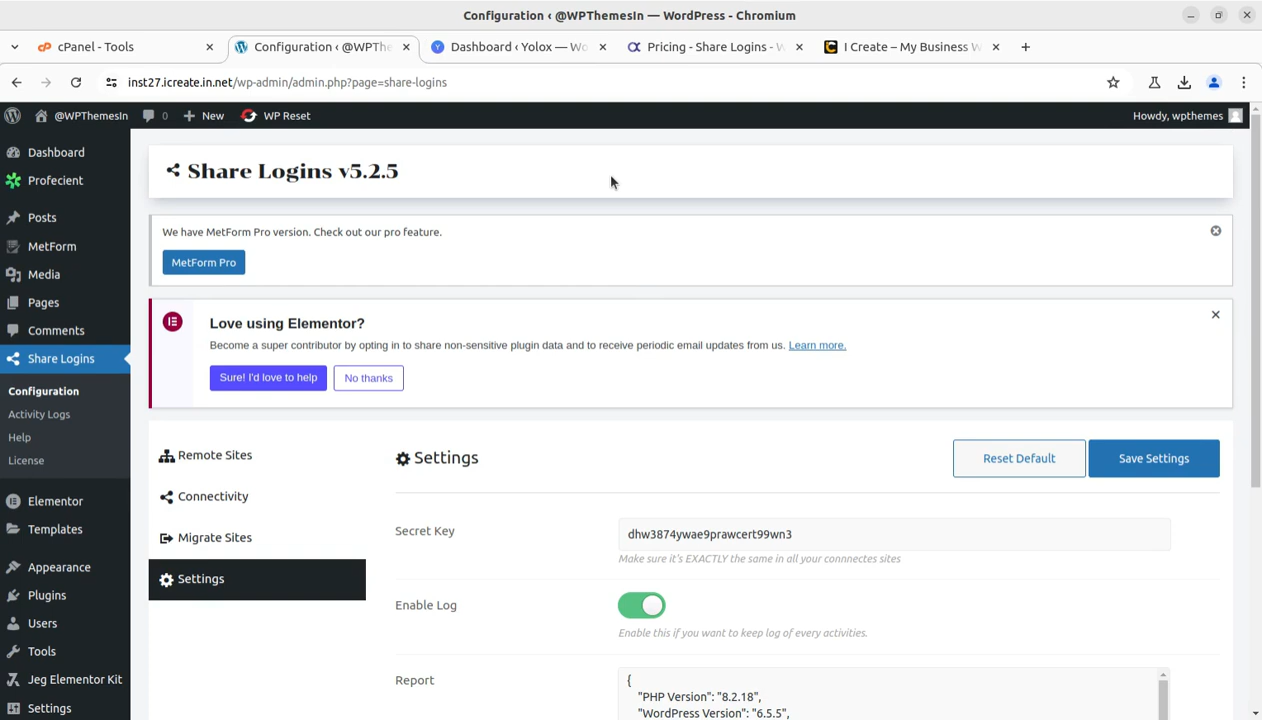 Configuration ‹ @WPThemesIn — WordPress - Chromium
cPanel - Tools
Configuration ‹ @WPThe
Dashboard ‹ Yolox — Wo
Pricing - Share Logins - W
I Create – My Business W
inst27.icreate.in.net/wp-admin/admin.php?page=share-logins
@WPThemesIn
0
New
WP Reset
Howdy, wpthemes
Dashboard
Profecient
Posts
MetForm
Media
Pages
Comments
Share Logins
Configuration
Activity Logs
Help
License
Elementor
Templates
Appearance
Plugins
Users
Tools
Jeg Elementor Kit
Settings
Share Logins v5.2.5
We have MetForm Pro version. Check out our pro feature.
MetForm Pro
Love using Elementor?
Become a super contributor by opting in to share non-sensitive plugin data and to receive periodic email updates from us. Learn more.
Sure! I'd love to help
No thanks
Remote Sites
Connectivity
Migrate Sites
Settings
Settings
Reset Default
Save Settings
Secret Key
dhw3874ywae9prawcert99wn3
Make sure it's EXACTLY the same in all your connnectes sites
Enable Log
Enable this if you want to keep log of every activities.
Report
{
"PHP Version": "8.2.18",
"WordPress Version": "6.5.5",